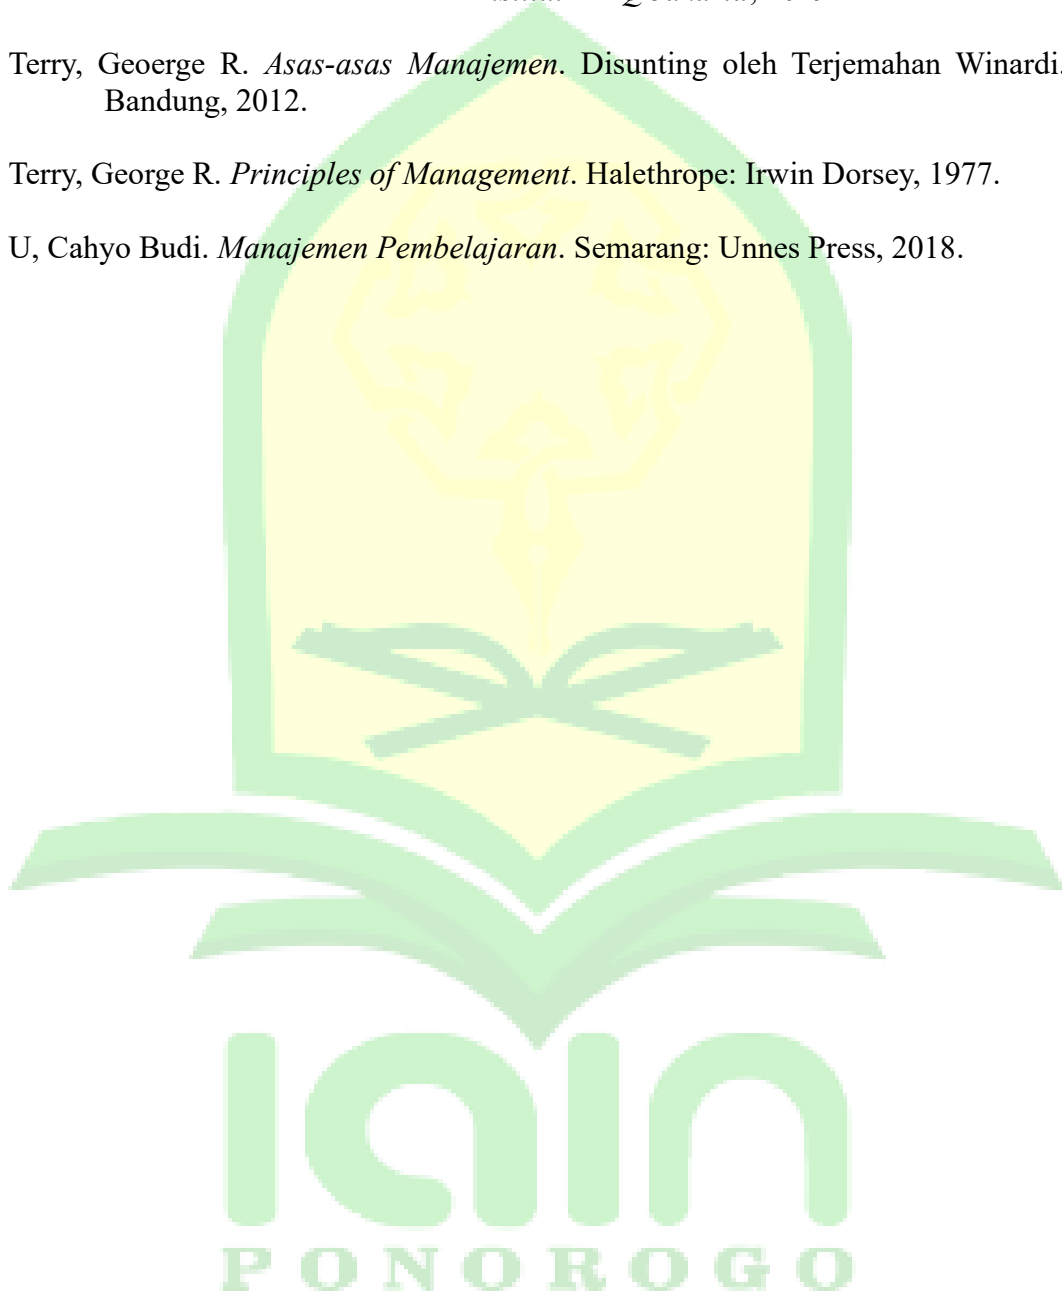 Terry, Geoerge R. Asas-asas Manajemen. Disunting oleh Terjemahan Winardi.
Bandung, 2012.
Terry, George R. Principles of Management. Halethrope: Irwin Dorsey, 1977.
U, Cahyo Budi. Manajemen Pembelajaran. Semarang: Unnes Press, 2018.
IAIN
PONOROGO